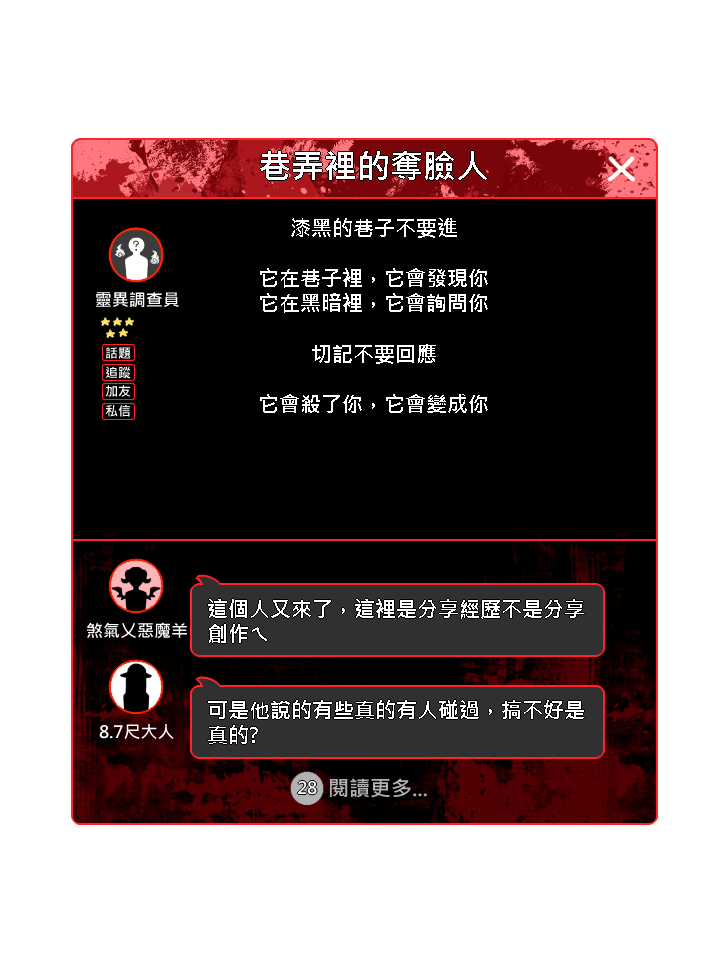 巷弄裡的奪臉人
漆黑的巷子不要進
它在巷子裡，它會發現你
它在黑暗裡，它會詢問你
切記不要回應
它會殺了你，它會變成你
?
靈異調查員
話題
追蹤
加友
私信
這個人又來了，這裡是分享經歷不是分享
創作ㄟ
煞氣乂惡魔羊
可是他說的有些真的有人碰過，搞不好是
真的?
8.7尺大人
28 閱讀更多...